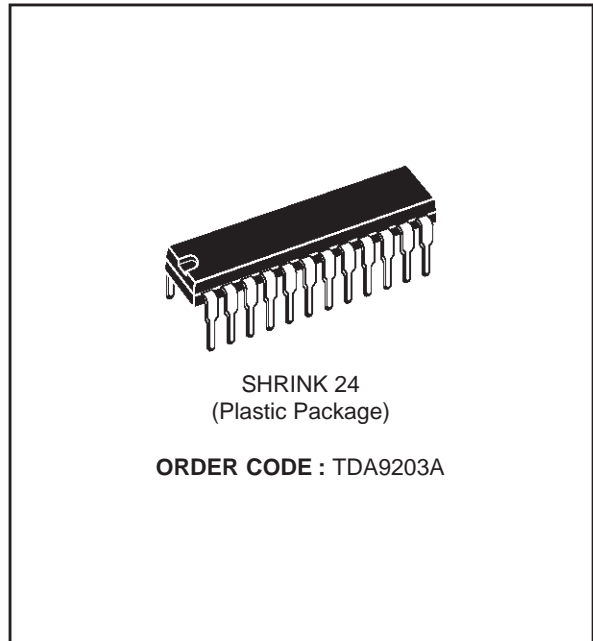 SHRINK 24
(Plastic Package)
ORDER CODE : TDA9203A